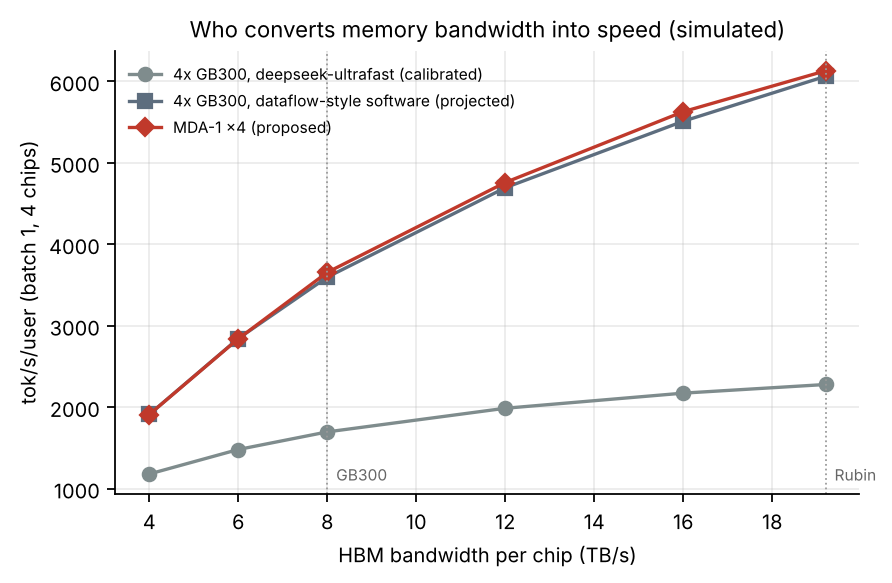 Who converts memory bandwidth into speed (simulated)
4x GB300, deepseek-ultrafast (calibrated)
4x GB300, dataflow-style software (projected)
MDA-1 ×4 (proposed)
tok/s/user (batch 1, 4 chips)
6000
5000
4000
3000
2000
1000
GB300
Rubin
4
6
8
10
12
14
16
18
HBM bandwidth per chip (TB/s)